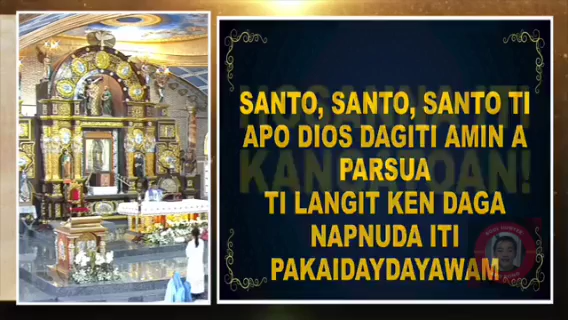 SANTO, SANTO, SANTO TI
APO DIOS DAGITI AMIN A
PARSUA
TI LANGIT KEN DAGA
NAPNUDA ITI
PAKAIDAYDAYAWAM